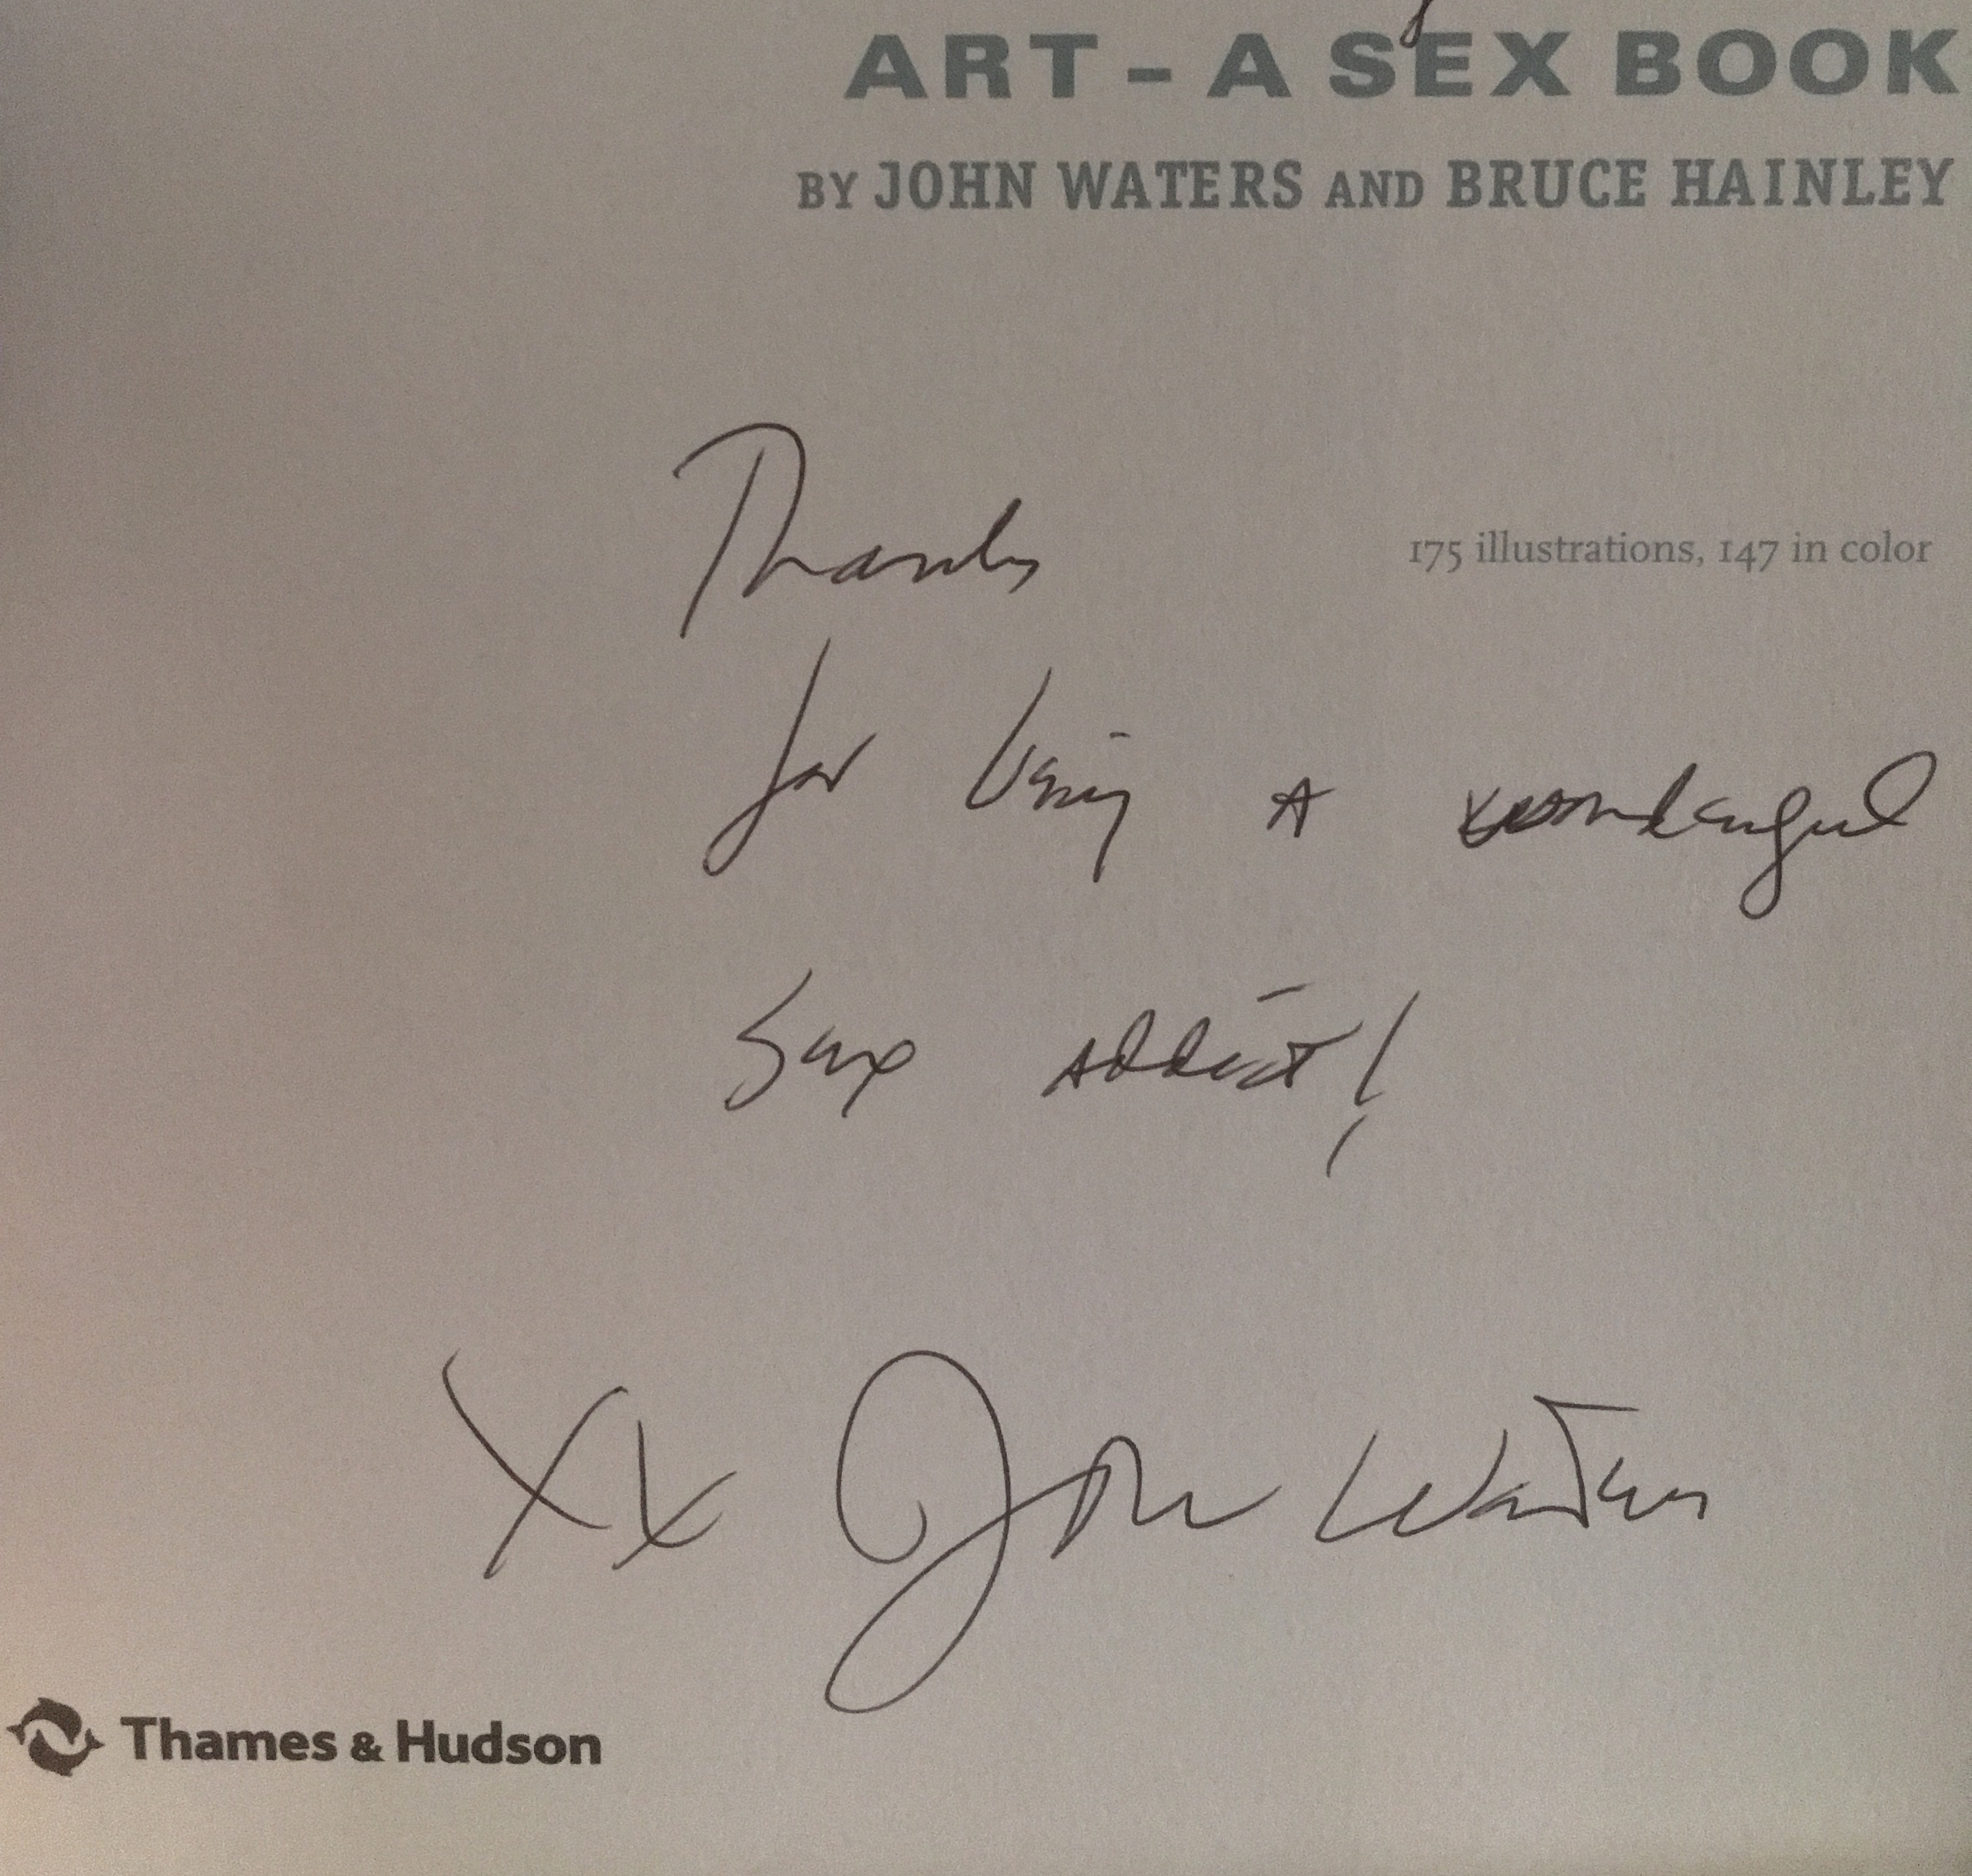 ART – A SEX BOOK
BY JOHN WATERS AND BRUCE HAINLEY
Thanks
175 illustrations, 147 in color
for being A wonderful
Sex Addict!
XX John Waters
Thames & Hudson